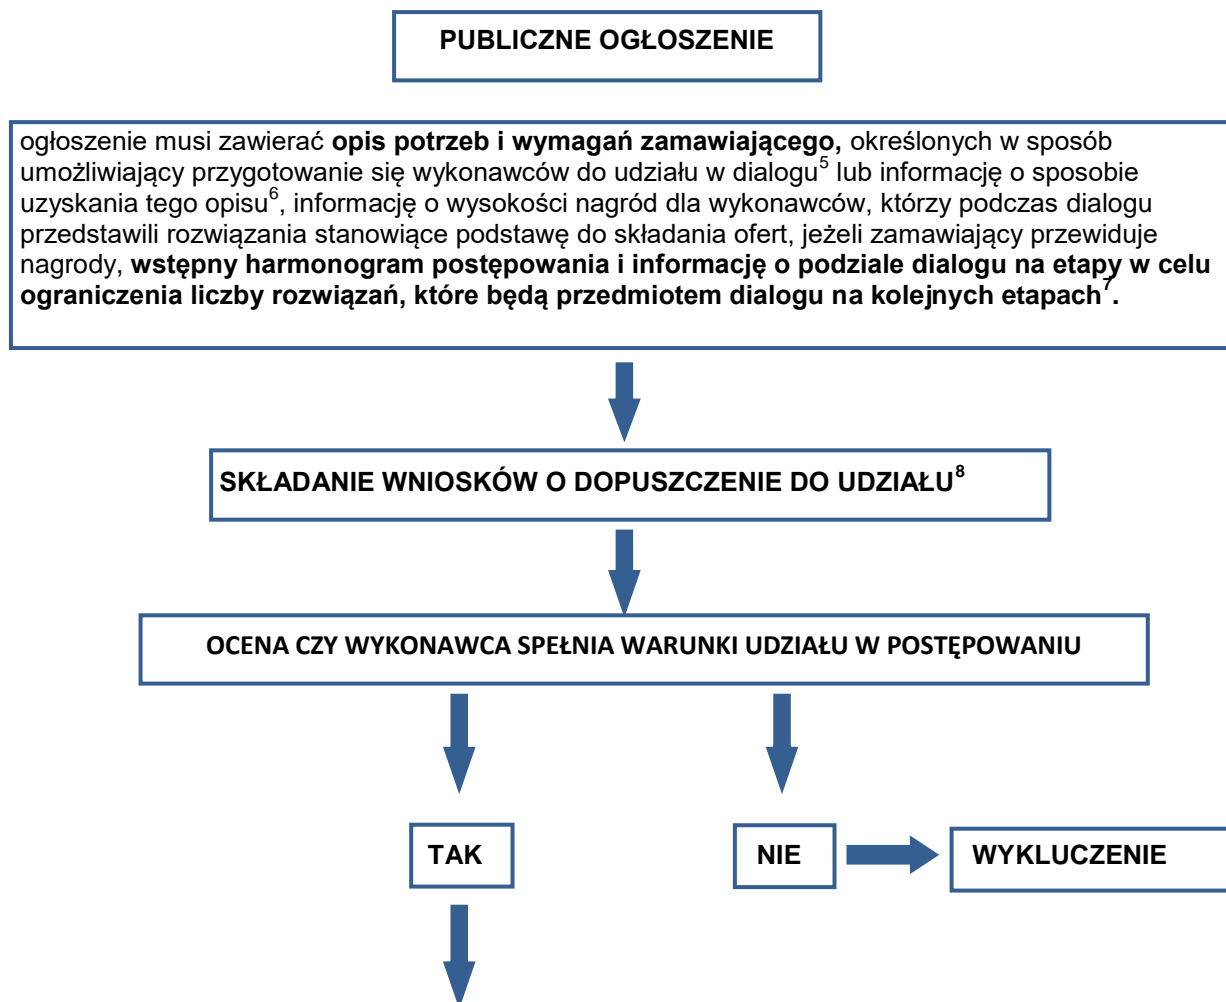 PUBLICZNE OGŁOSZENIE
ogłoszenie musi zawierać opis potrzeb i wymagań zamawiającego, określonych w sposób
umożliwiający przygotowanie się wykonawców do udziału w dialogu⁵ lub informację o sposobie
uzyskania tego opisu⁶, informację o wysokości nagród dla wykonawców, którzy podczas dialogu
przedstawili rozwiązania stanowiące podstawę do składania ofert, jeżeli zamawiający przewiduje
nagrody, wstępny harmonogram postępowania i informację o podziale dialogu na etapy w celu
ograniczenia liczby rozwiązań, które będą przedmiotem dialogu na kolejnych etapach⁷.
SKŁADANIE WNIOSKÓW O DOPUSZCZENIE DO UDZIAŁU⁸
OCENA CZY WYKONAWCA SPEŁNIA WARUNKI UDZIAŁU W POSTĘPOWANIU
TAK
NIE
WYKLUCZENIE